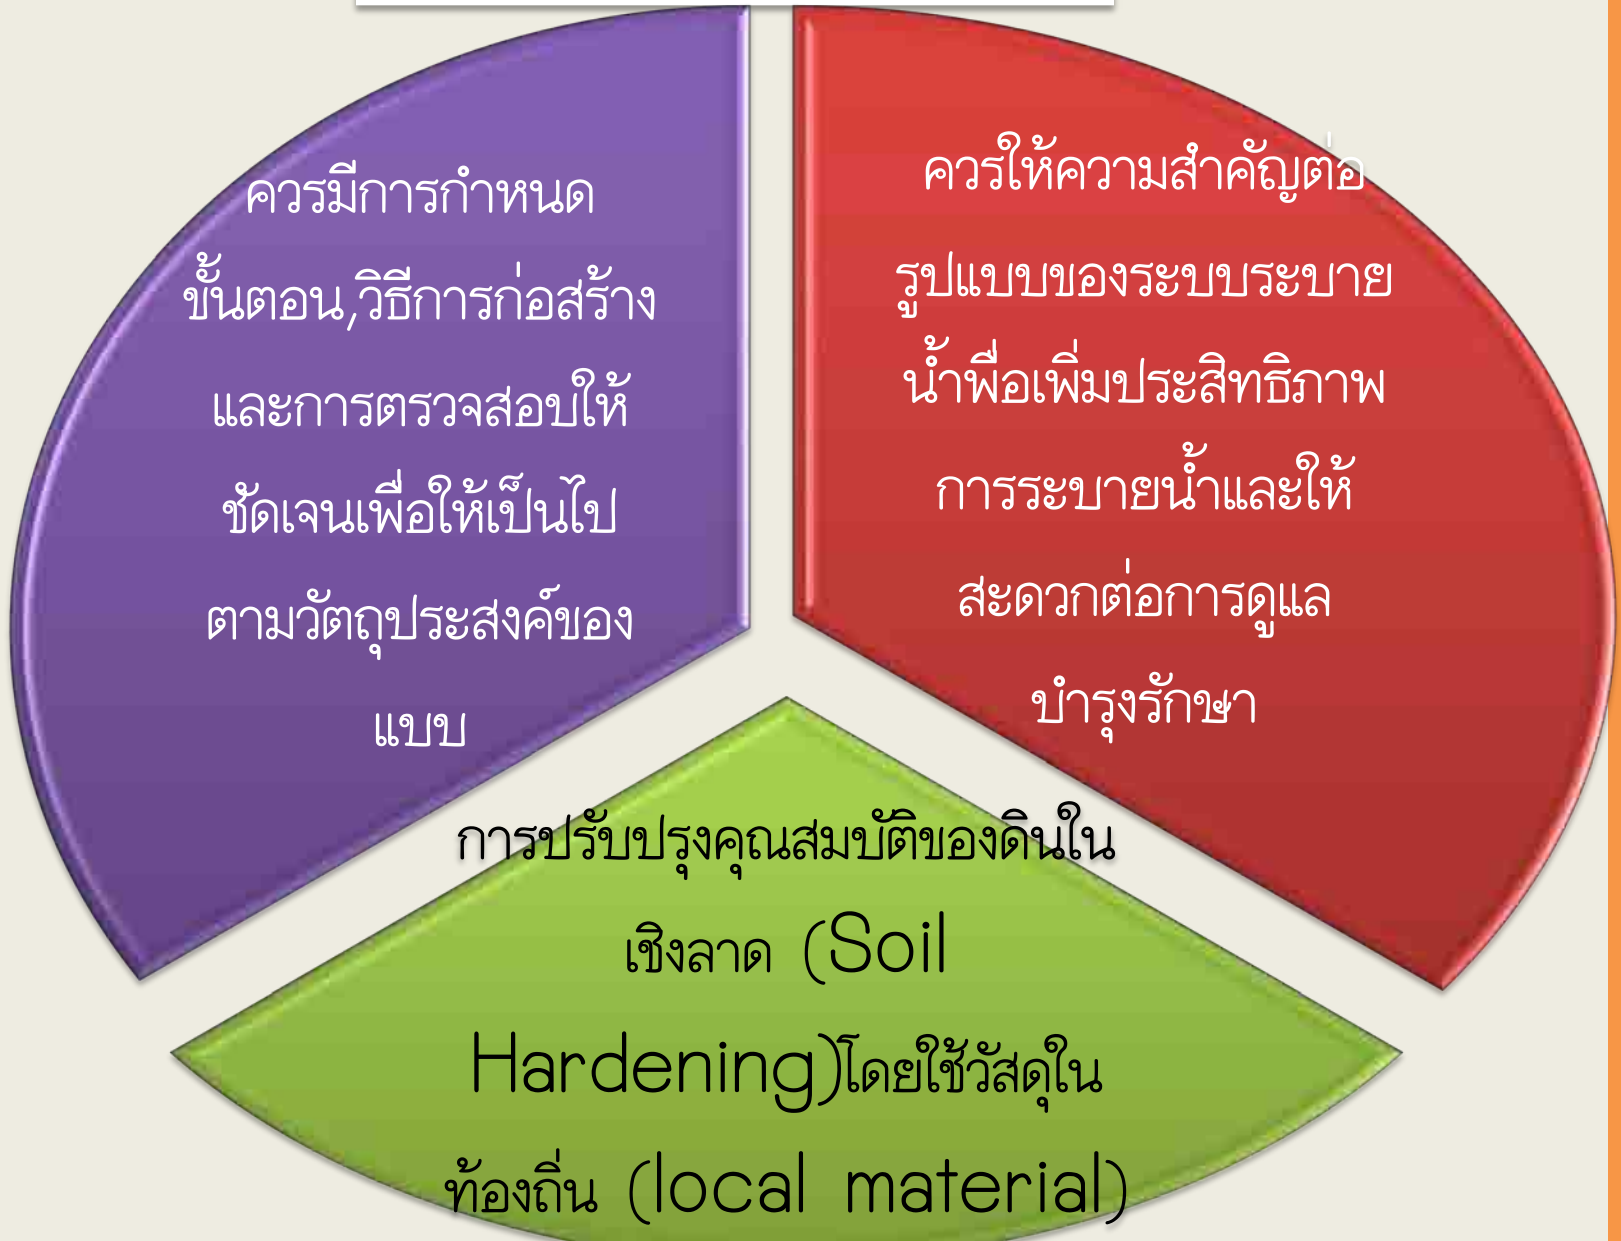 ควรมีการกำหนด
ขั้นตอน,วิธีการก่อสร้าง
และการตรวจสอบให้
ชัดเจนเพื่อให้เป็นไป
ตามวัตถุประสงค์ของ
แบบ
ควรให้ความสำคัญต่อ
รูปแบบของระบบระบาย
น้ำพื่อเพิ่มประสิทธิภาพ
การระบายน้ำและให้
สะดวกต่อการดูแล
บำรุงรักษา
การปรับปรุงคุณสมบัติของดินใน
เชิงลาด (Soil
Hardening)โดยใช้วัสดุใน
ท้องถิ่น (local material)